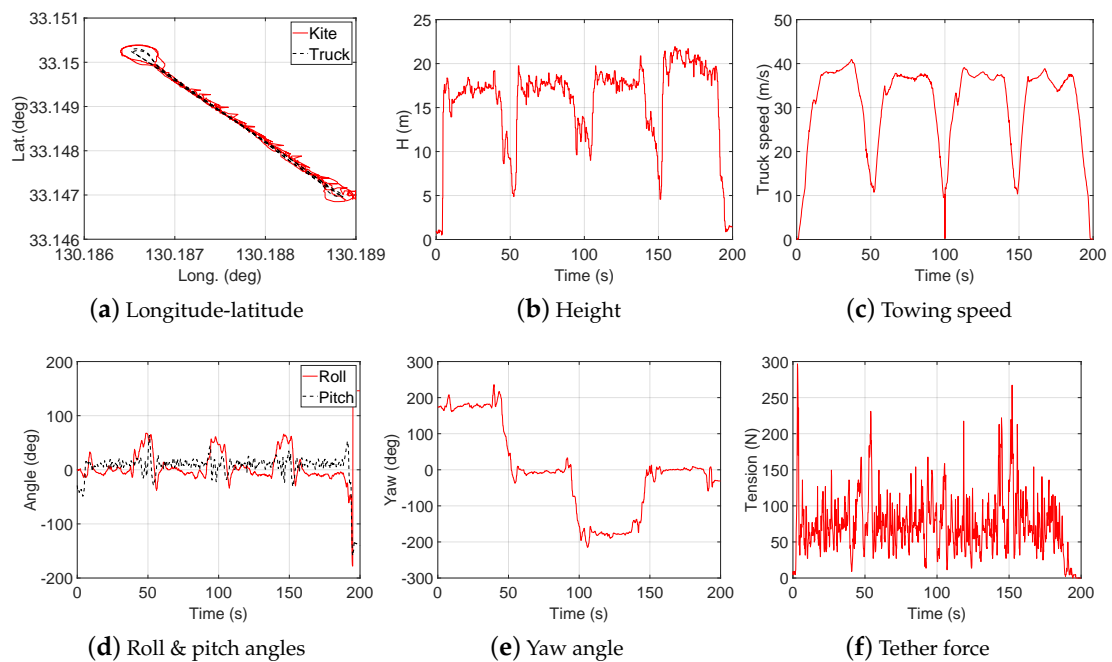 33.151
33.15
33.149
33.148
33.147
33.146
Lat.(deg)
130.186 130.187 130.188 130.189
Long. (deg)
Kite
Truck
(a) Longitude-latitude
25
20
15
10
5
0
H (m)
0 50 100 150 200
Time (s)
(b) Height
50
40
30
20
10
0
Truck speed (m/s)
0 50 100 150 200
Time (s)
(c) Towing speed
200
100
0
-100
-200
Angle (deg)
0 50 100 150 200
Time (s)
Roll
Pitch
(d) Roll & pitch angles
300
200
100
0
-100
-200
-300
Yaw (deg)
0 50 100 150 200
Time (s)
(e) Yaw angle
300
250
200
150
100
50
0
Tension (N)
0 50 100 150 200
Time (s)
(f) Tether force